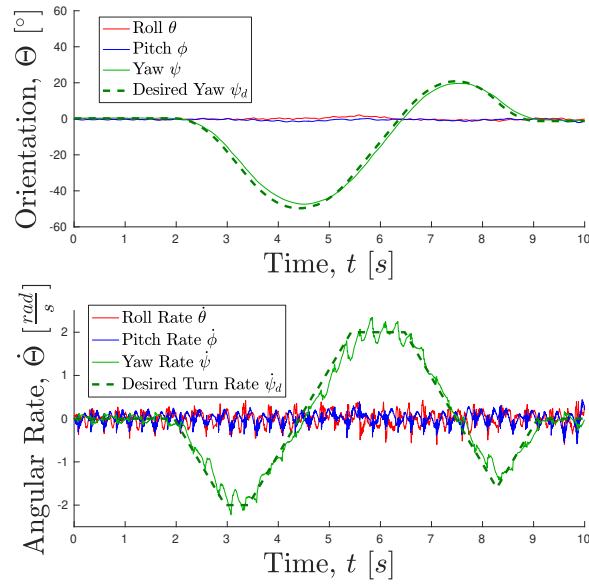 60
40
20
0
-20
-40
-60
Orientation, Θ [°]
Roll θ
Pitch ϕ
Yaw ψ
Desired Yaw ψ_d
0 1 2 3 4 5 6 7 8 9 10
Time, t [s]
2
1
0
-1
-2
Angular Rate, Θ̇ [rad/s]
Roll Rate θ̇
Pitch Rate ϕ̇
Yaw Rate ψ̇
Desired Turn Rate ψ̇_d
0 1 2 3 4 5 6 7 8 9 10
Time, t [s]